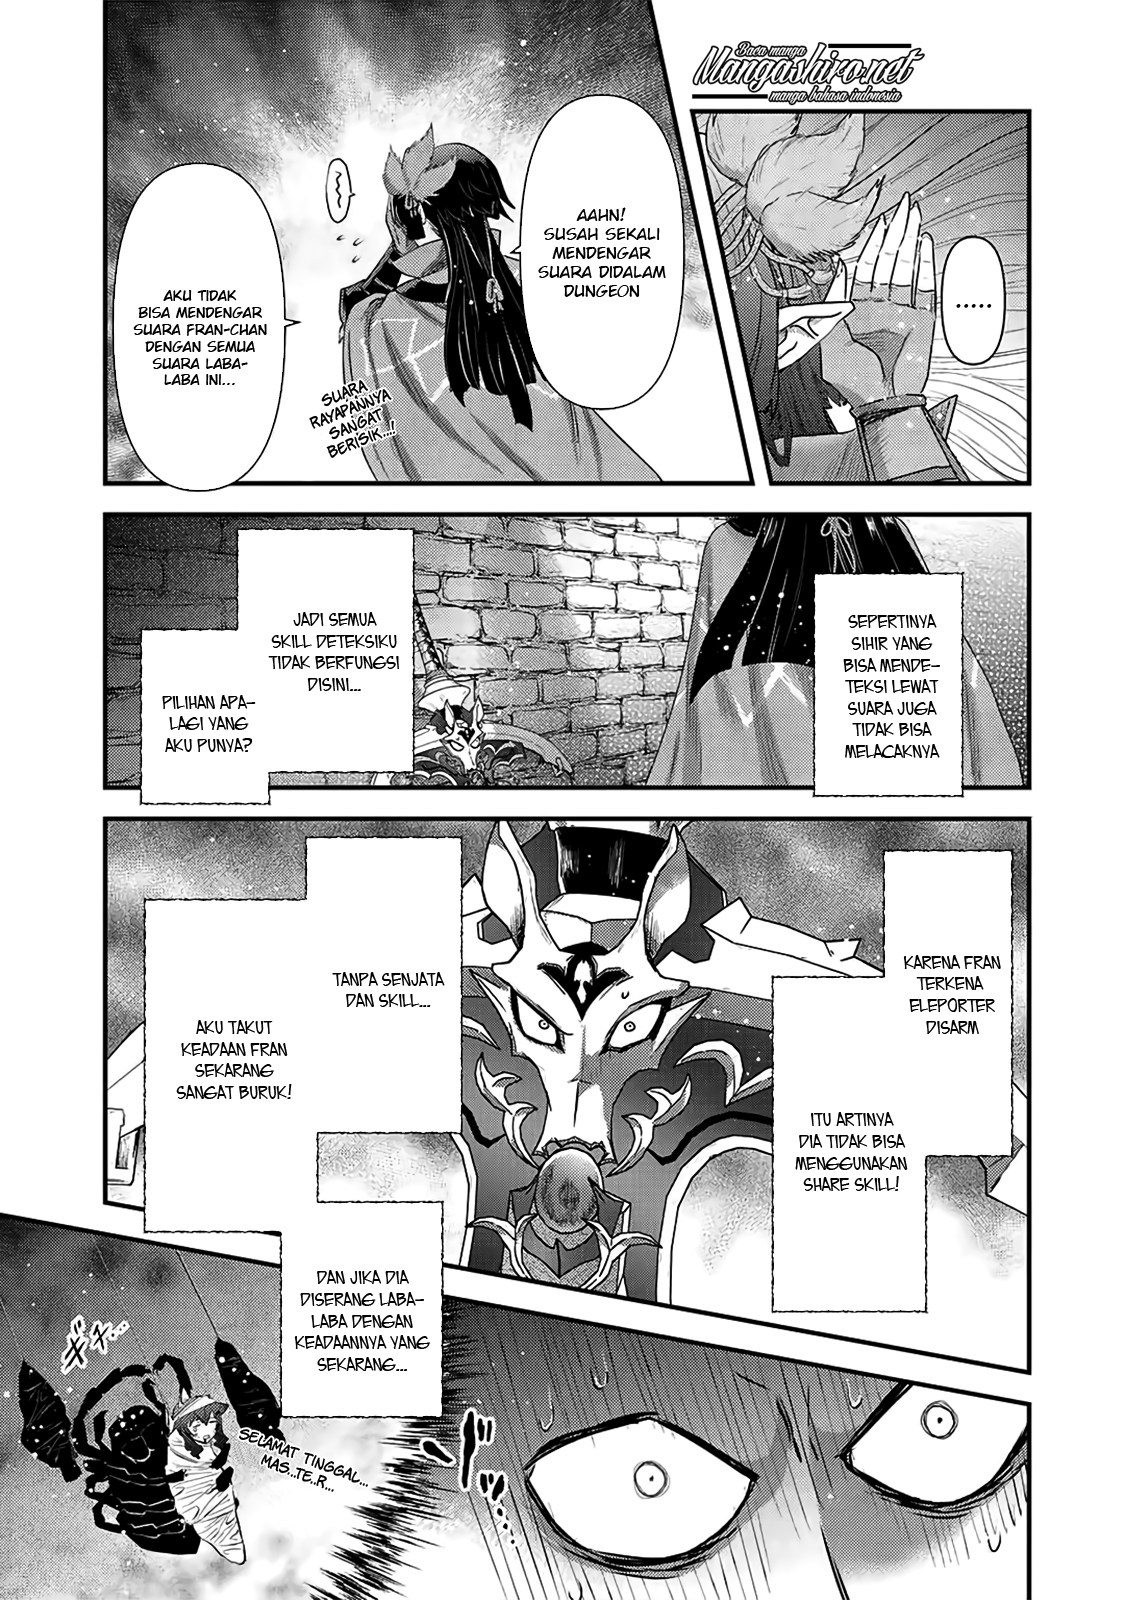 Baca manga
Mangashiro.net
manga bahasa indonesia
.....
AAHN!
SUSAH SEKALI
MENDENGAR
SUARA DIDALAM
DUNGEON
AKU TIDAK
BISA MENDENGAR
SUARA FRAN-CHAN
DENGAN SEMUA
SUARA LABA-
LABA INI...
SUARA
RAYAPANNYA
SANGAT
BERISIK...!
SEPERTINYA
SIHIR YANG
BISA MENDE-
TEKSI LEWAT
SUARA JUGA
TIDAK BISA
MELACAKNYA
JADI SEMUA
SKILL DETEKSIKU
TIDAK BERFUNGSI
DISINI...
PILIHAN APA-
LAGI YANG
AKU PUNYA?
KARENA FRAN
TERKENA
ELEPORTER
DISARM
ITU ARTINYA
DIA TIDAK BISA
MENGGUNAKAN
SHARE SKILL!
TANPA SENJATA
DAN SKILL...
AKU TAKUT
KEADAAN FRAN
SEKARANG
SANGAT BURUK!
DAN JIKA DIA
DISERANG LABA-
LABA DENGAN
KEADAANNYA YANG
SEKARANG...
ギギ...
SELAMAT TINGGAL...
MAS..TE..R...